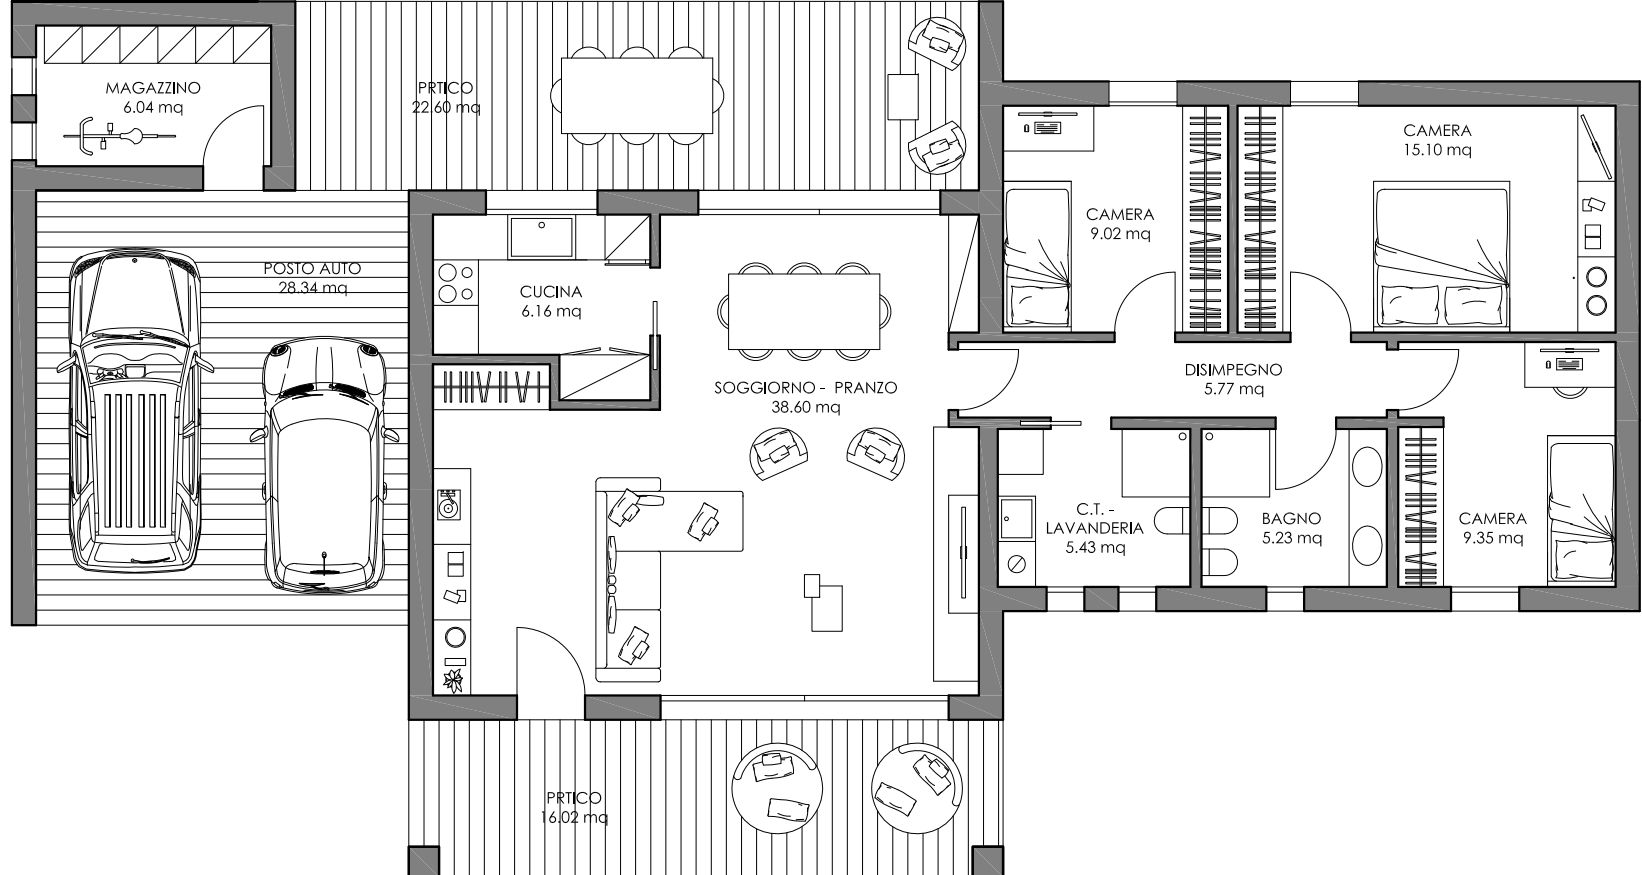 MAGAZZINO
6.04 mq
PRTICO
22.60 mq
CAMERA
15.10 mq
CAMERA
9.02 mq
POSTO AUTO
28.34 mq
CUCINA
6.16 mq
SOGGIORNO - PRANZO
38.60 mq
DISIMPEGNO
5.77 mq
C.T. -
LAVANDERIA
5.43 mq
BAGNO
5.23 mq
CAMERA
9.35 mq
PRTICO
16.02 mq